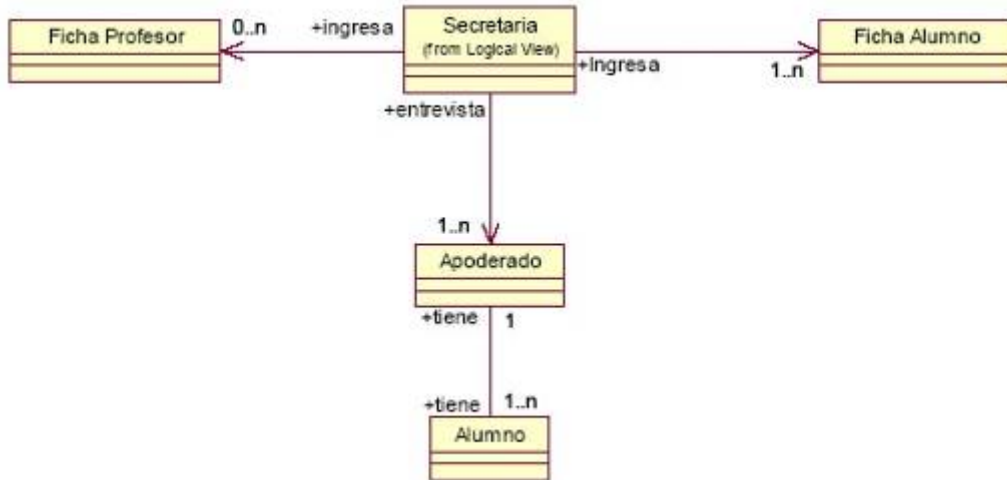 Ficha Profesor
0..n
+ingresa
Secretaria
(from Logical View)
+Ingresa
1..n
Ficha Alumno
+entrevista
1..n
Apoderado
+tiene
1
+tiene
1..n
Alumno